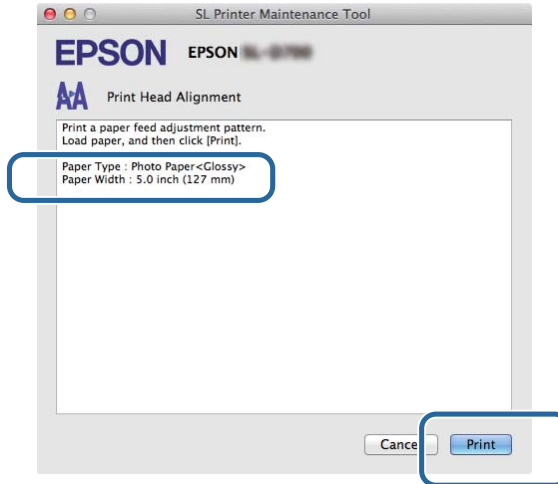 SL Printer Maintenance Tool
EPSON EPSON
Print Head Alignment
Print a paper feed adjustment pattern.
Load paper, and then click [Print].
Paper Type : Photo Paper<Glossy>
Paper Width : 5.0 inch (127 mm)
Cancel Print